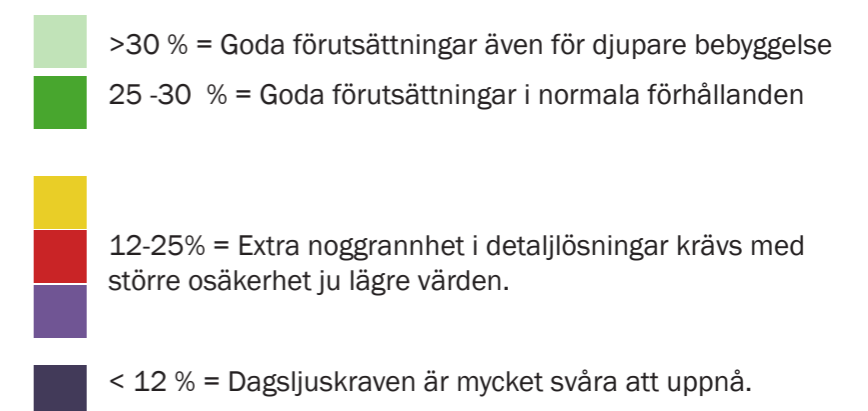 >30 % = Goda förutsättningar även för djupare bebyggelse
25 -30  % = Goda förutsättningar i normala förhållanden
12-25% = Extra noggrannhet i detaljlösningar krävs med
större osäkerhet ju lägre värden.
< 12 % = Dagsljuskraven är mycket svåra att uppnå.